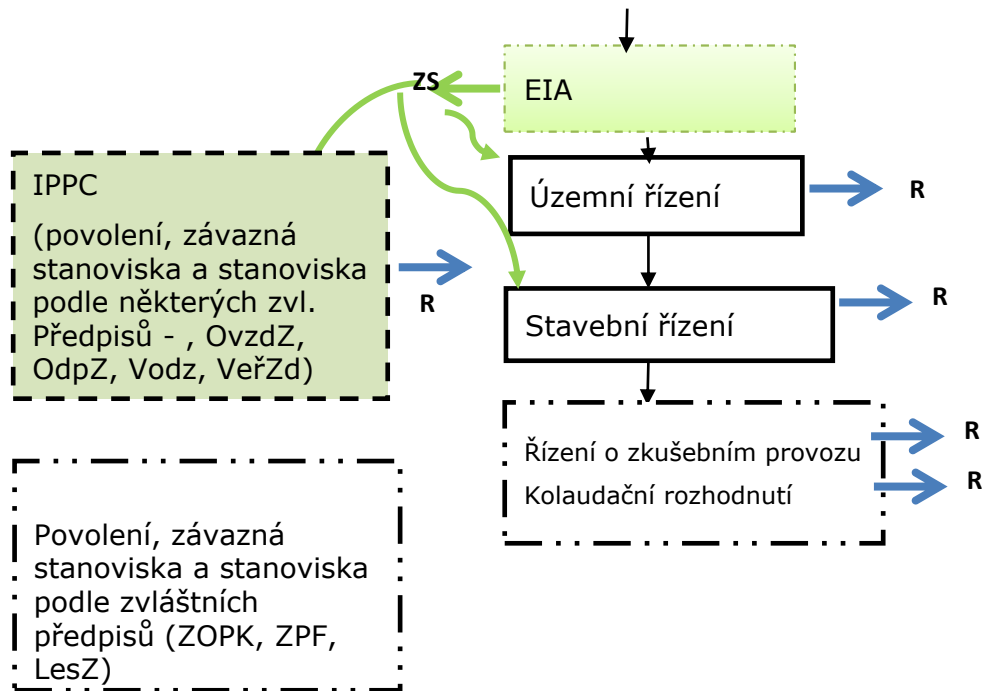 ZS
EIA
IPPC
(povolení, závazná
stanoviska a stanoviska
podle některých zvl.
Předpisů - , OvzdZ,
OdpZ, Vodz, VeřZd)
R
Územní řízení
R
Stavební řízení
R
Řízení o zkušebním provozu
R
Kolaudační rozhodnutí
R
Povolení, závazná
stanoviska a stanoviska
podle zvláštních
předpisů (ZOPK, ZPF,
LesZ)